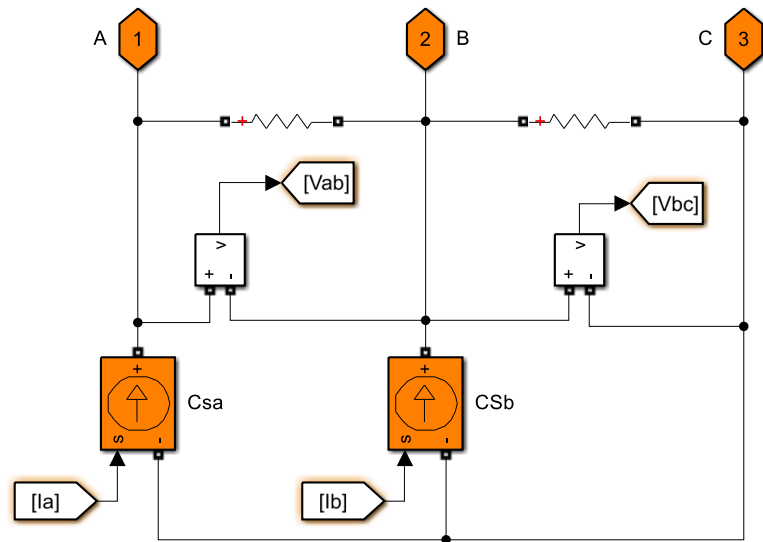 A 1 2 B C 3
+ +
[Vab]
[Vbc]
v v
+ - + -
+ +
Csa CSb
s - s -
[Ia] [Ib]